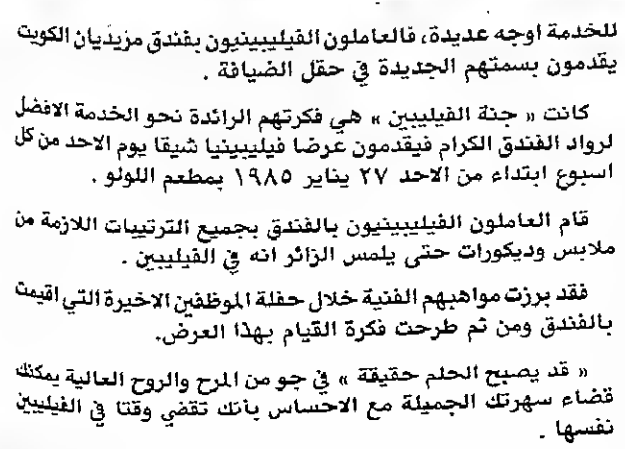 للخدمة اوجه عديدة، فالعاملون الفيليبينيون بفندق مريديان الكويت
يقدمون بسمتهم الجديدة في حقل الضيافة .
كانت « جنة الفيليبين » هي فكرتهم الرائدة نحو الخدمة الافضل
لرواد الفندق الكرام فيقدمون عرضا فيليبينيا شيقا يوم الاحد من كل
اسبوع ابتداء من الاحد ٢٧ يناير ١٩٨٥ بمطعم اللولو .
قام العاملون الفيليبينيون بالفندق بجميع الترتيبات اللازمة من
ملابس وديكورات حتى يلمس الزائر انه في الفيليبين .
فقد برزت مواهبهم الفنية خلال حفلة الموظفين الاخيرة التي اقيمت
بالفندق ومن ثم طرحت فكرة القيام بهذا العرض.
« قد يصبح الحلم حقيقة » في جو من المرح والروح العالية يمكنك
قضاء سهرتك الجميلة مع الاحساس بأنك تقضي وقتا في الفيليبين
نفسها .